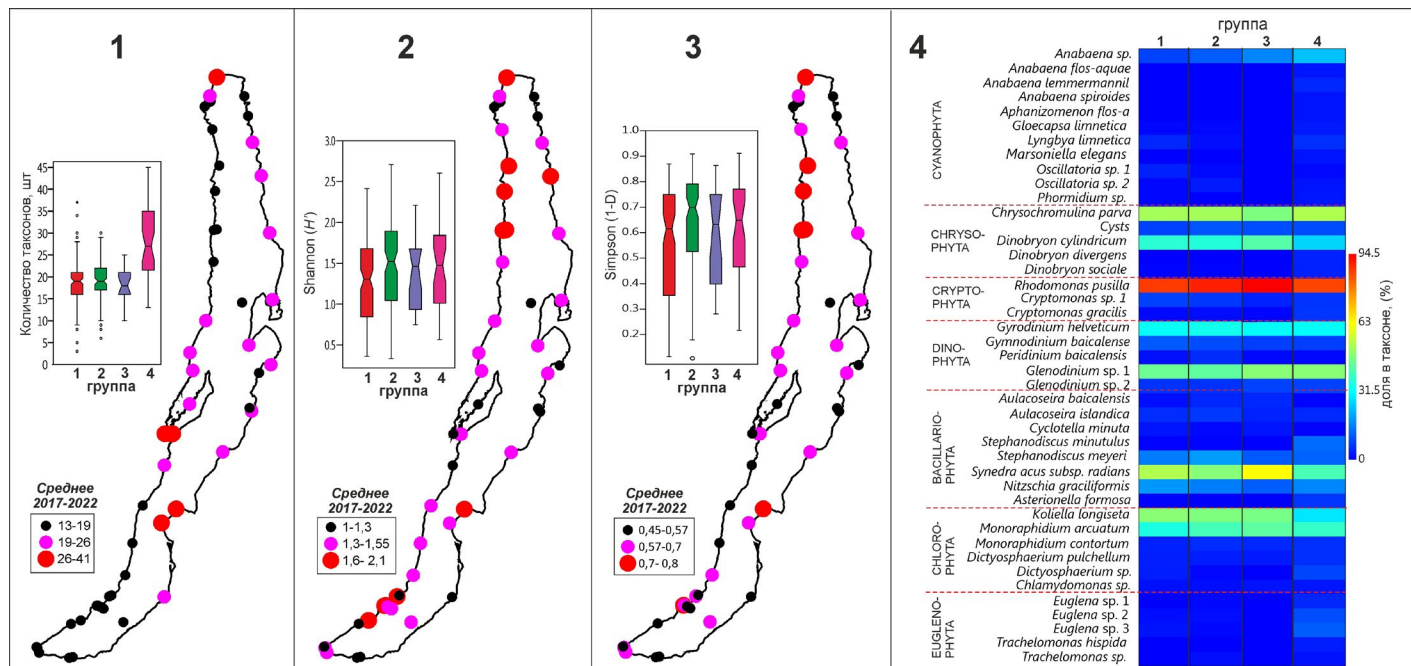 1
Количество таксонов, шт
45
40
35
30
25
20
15
10
5
0
1 2 3 4
группа
Среднее
2017-2022
13-19
19-26
26-41
2
Shannon (H')
3.0
2.5
2.0
1.5
1.0
0.5
1 2 3 4
группа
Среднее
2017-2022
1-1,3
1,3-1,55
1,6- 2,1
3
Simpson (1-D)
1.0
0.9
0.8
0.7
0.6
0.5
0.4
0.3
0.2
1 2 3 4
группа
Среднее
2017-2022
0,45-0,57
0,57-0,7
0,7- 0,8
4
группа
1 2 3 4
CYANOPHYTA
Anabaena sp.
Anabaena flos-aquae
Anabaena lemmermannil
Anabaena spiroides
Aphanizomenon flos-a
Gloecapsa limnetica
Lyngbya limnetica
Marsoniella elegans
Oscillatoria sp. 1
Oscillatoria sp. 2
Phormidium sp.
CHRYSO-
PHYTA
Chrysochromulina parva
Cysts
Dinobryon cylindricum
Dinobryon divergens
Dinobryon sociale
CRYPTO-
PHYTA
Rhodomonas pusilla
Cryptomonas sp. 1
Cryptomonas gracilis
DINO-
PHYTA
Gyrodinium helveticum
Gymnodinium baicalense
Peridinium baicalensis
Glenodinium sp. 1
Glenodinium sp. 2
BACILLARIO-
PHYTA
Aulacoseira baicalensis
Aulacoseira islandica
Cyclotella minuta
Stephanodiscus minutulus
Stephanodiscus meyeri
Synedra acus subsp. radians
Nitzschia graciliformis
Asterionella formosa
CHLORO-
PHYTA
Koliella longiseta
Monoraphidium arcuatum
Monoraphidium contortum
Dictyosphaerium pulchellum
Dictyosphaerium sp.
Chlamydomonas sp.
EUGLENO-
PHYTA
Euglena sp. 1
Euglena sp. 2
Euglena sp. 3
Trachelomonas hispida
Trachelomonas sp.
94.5
63
31.5
0
доля в таксоне, (%)